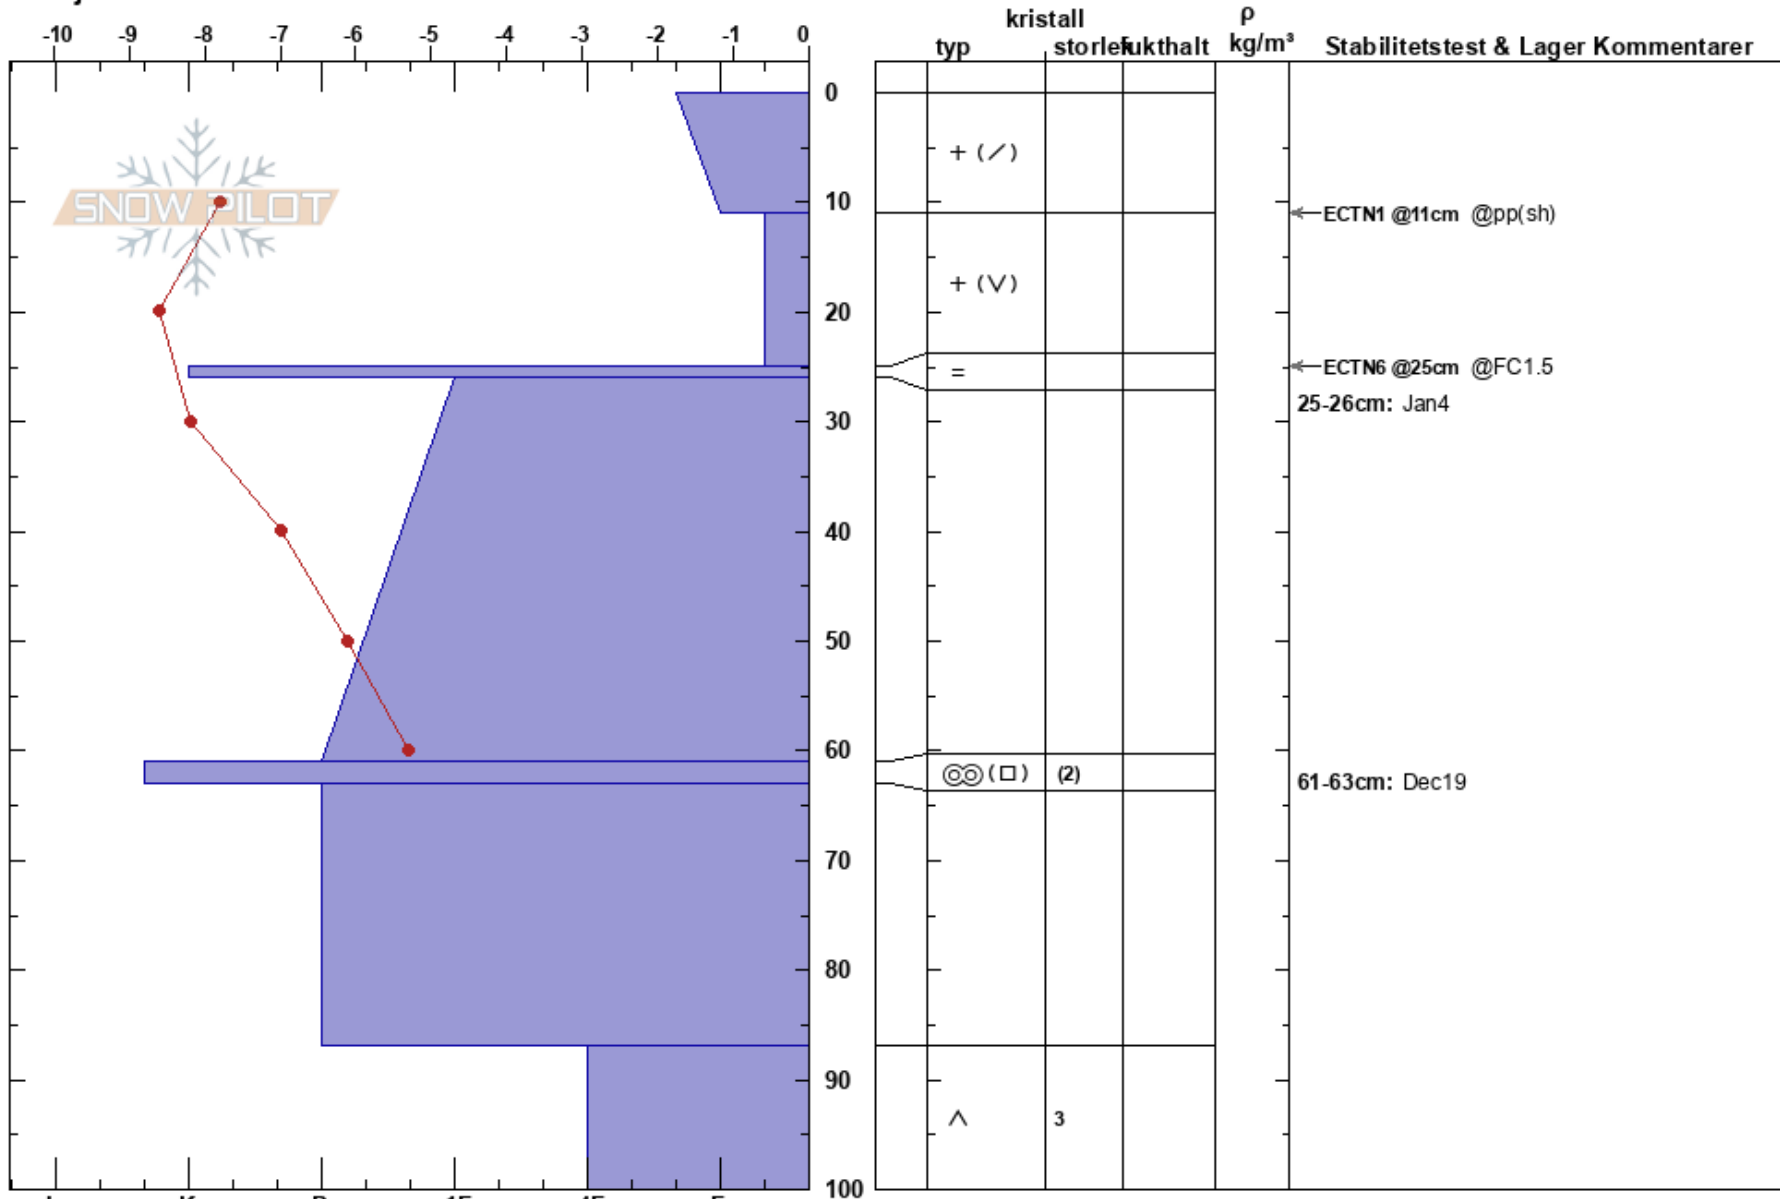 kristall ρ
typ storlek fukthalt kg/m³ Stabilitetstest & Lager Kommentarer
-10 -9 -8 -7 -6 -5 -4 -3 -2 -1 0
0
+ (/)
SNOW PILOT
10
ECTN1 @11cm @pp(sh)
+ (V)
20
ECTN6 @25cm @FC1.5
=
25-26cm: Jan4
30
40
50
60
(2)
61-63cm: Dec19
70
80
90
3
100